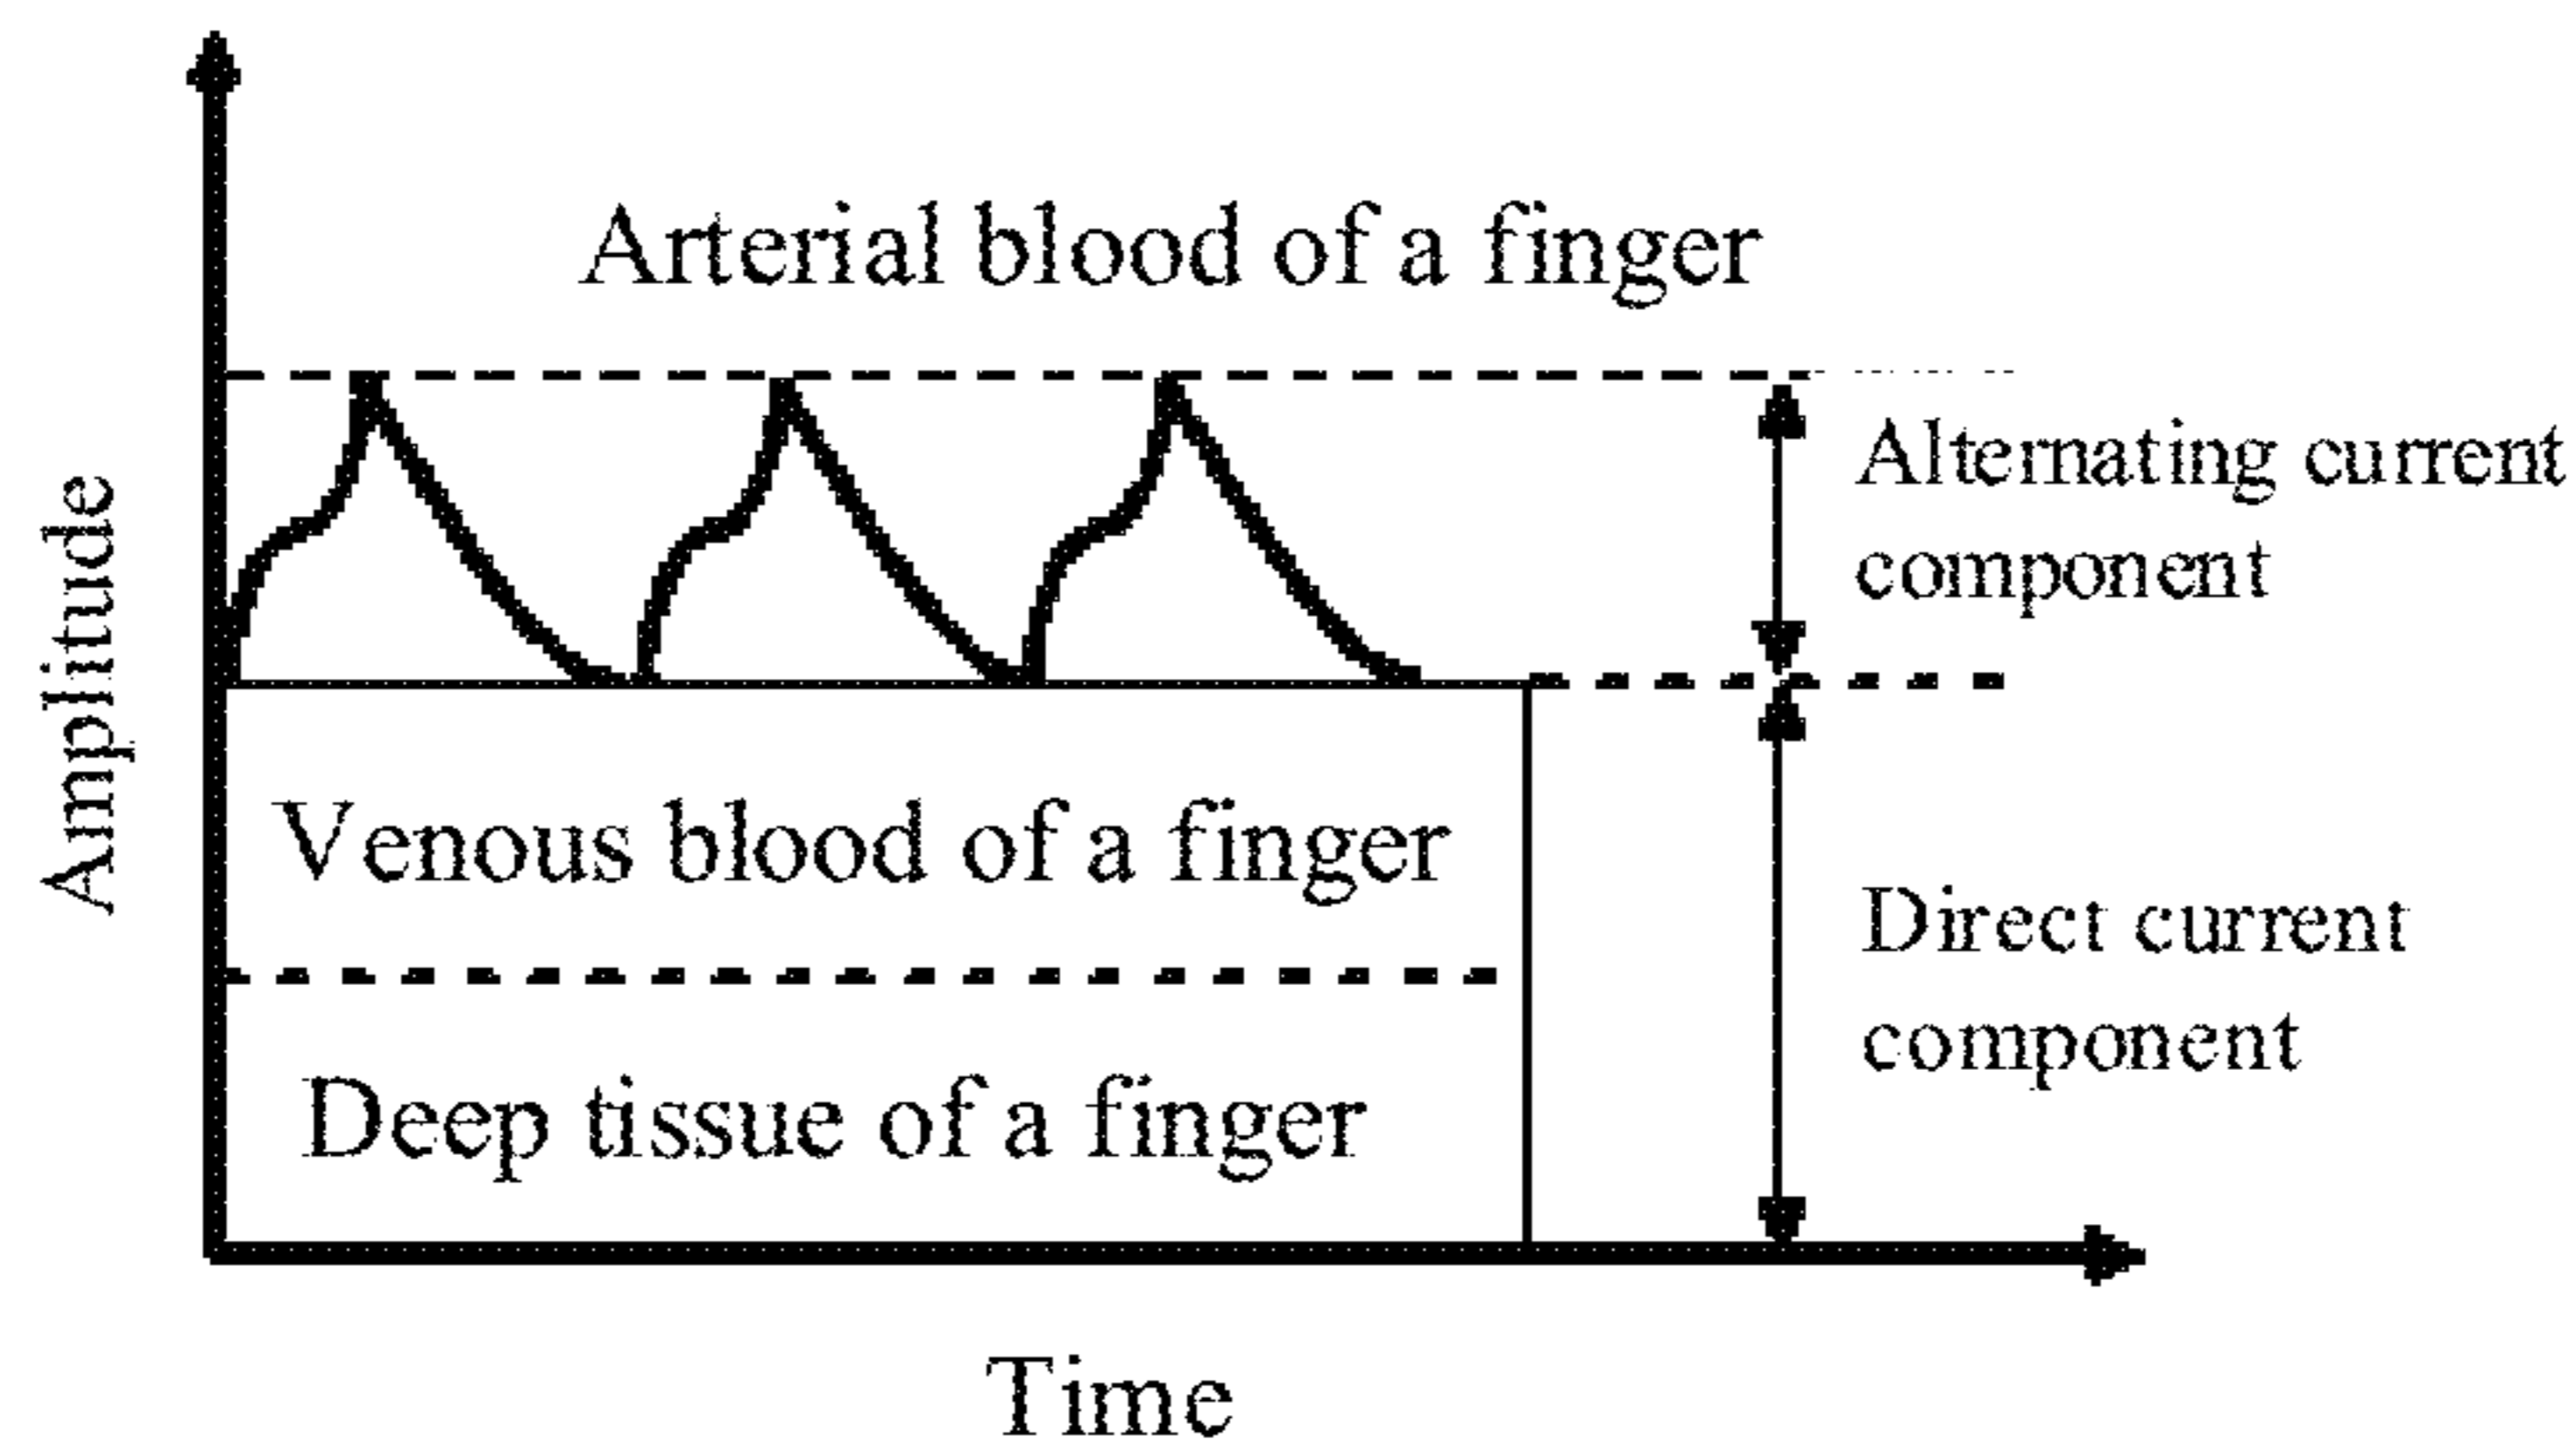 Arterial blood of a finger
Alternating current
component
Amplitude
Venous blood of a finger
Direct current
component
Deep tissue of a finger
Time